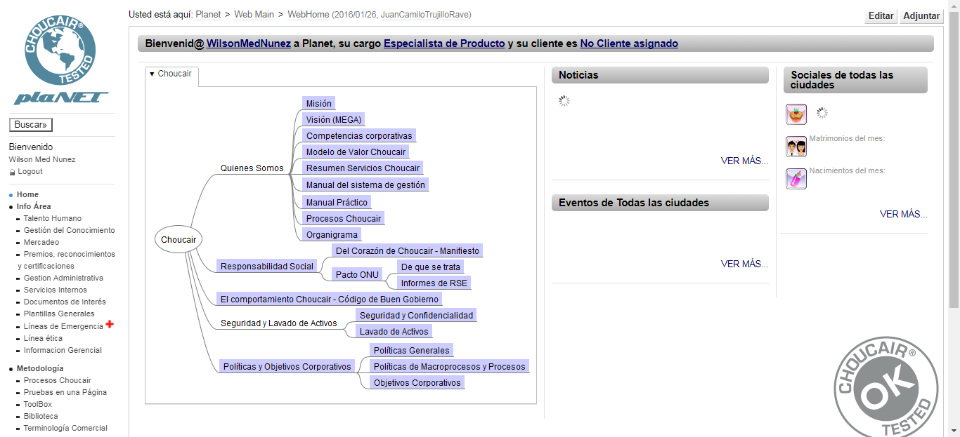 CHOUCAIR®
TESTED
plaNET
Buscar»
Bienvenido
Wilson Med Nunez
Logout
Home
Info Área
Talento Humano
Gestión del Conocimiento
Mercadeo
Premios, reconocimientos
y certificaciones
Gestion Administrativa
Servicios Internos
Documentos de Interés
Plantillas Generales
Líneas de Emergencia
Línea ética
Informacion Gerencial
Metodología
Procesos Choucair
Pruebas en una Página
ToolBox
Biblioteca
Terminología Comercial
Usted está aquí: Planet > Web Main > WebHome (2016/01/26, JuanCamiloTrujilloRave)
Editar
Adjuntar
Bienvenid@ WilsonMedNunez a Planet, su cargo Especialista de Producto y su cliente es No Cliente asignado
▼ Choucair
Choucair
Quienes Somos
Misión
Visión (MEGA)
Competencias corporativas
Modelo de Valor Choucair
Resumen Servicios Choucair
Manual del sistema de gestión
Manual Práctico
Procesos Choucair
Organigrama
Responsabilidad Social
Del Corazón de Choucair - Manifiesto
Pacto ONU
De que se trata
Informes de RSE
El comportamiento Choucair - Código de Buen Gobierno
Seguridad y Lavado de Activos
Seguridad y Confidencialidad
Lavado de Activos
Políticas y Objetivos Corporativos
Políticas Generales
Políticas de Macroprocesos y Procesos
Objetivos Corporativos
Noticias
VER MÁS...
Eventos de Todas las ciudades
VER MÁS...
Sociales de todas las
ciudades
Matrimonios del mes:
Nacimientos del mes:
VER MÁS...
CHOUCAIR®
OK
TESTED